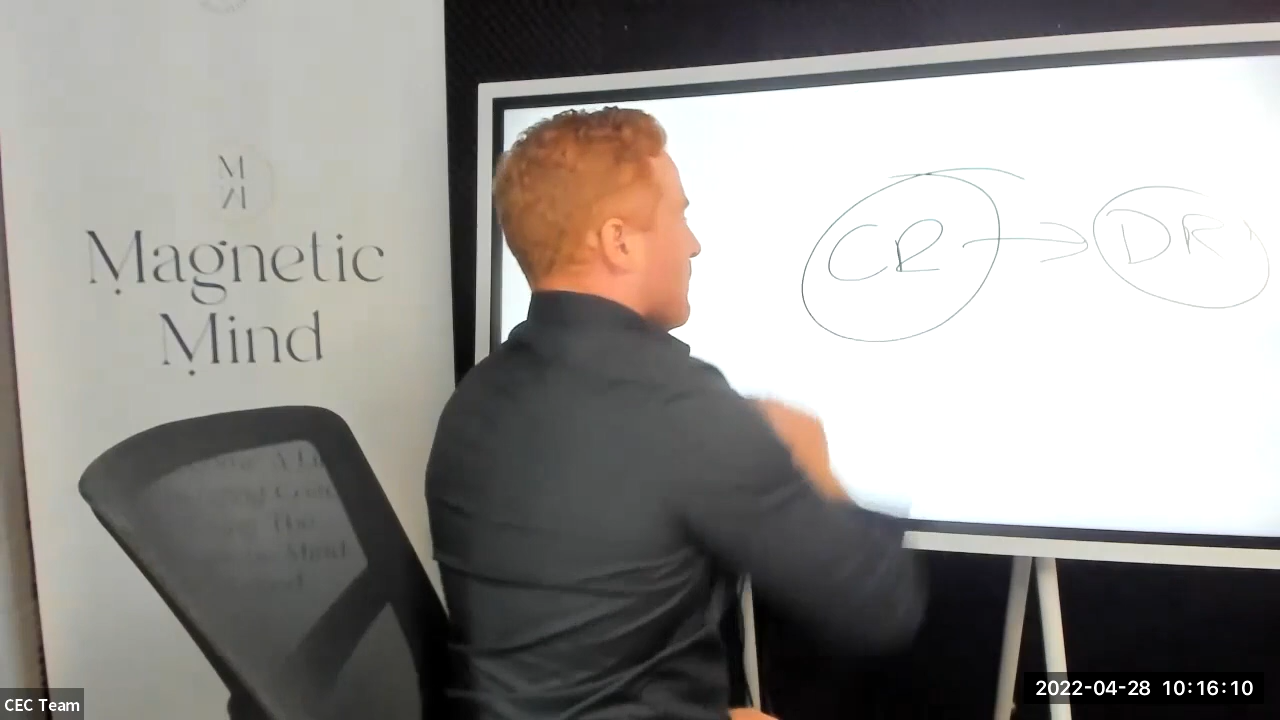 M
M
Magnetic
Mind
CR → DR
CEC Team
2022-04-28 10:16:10